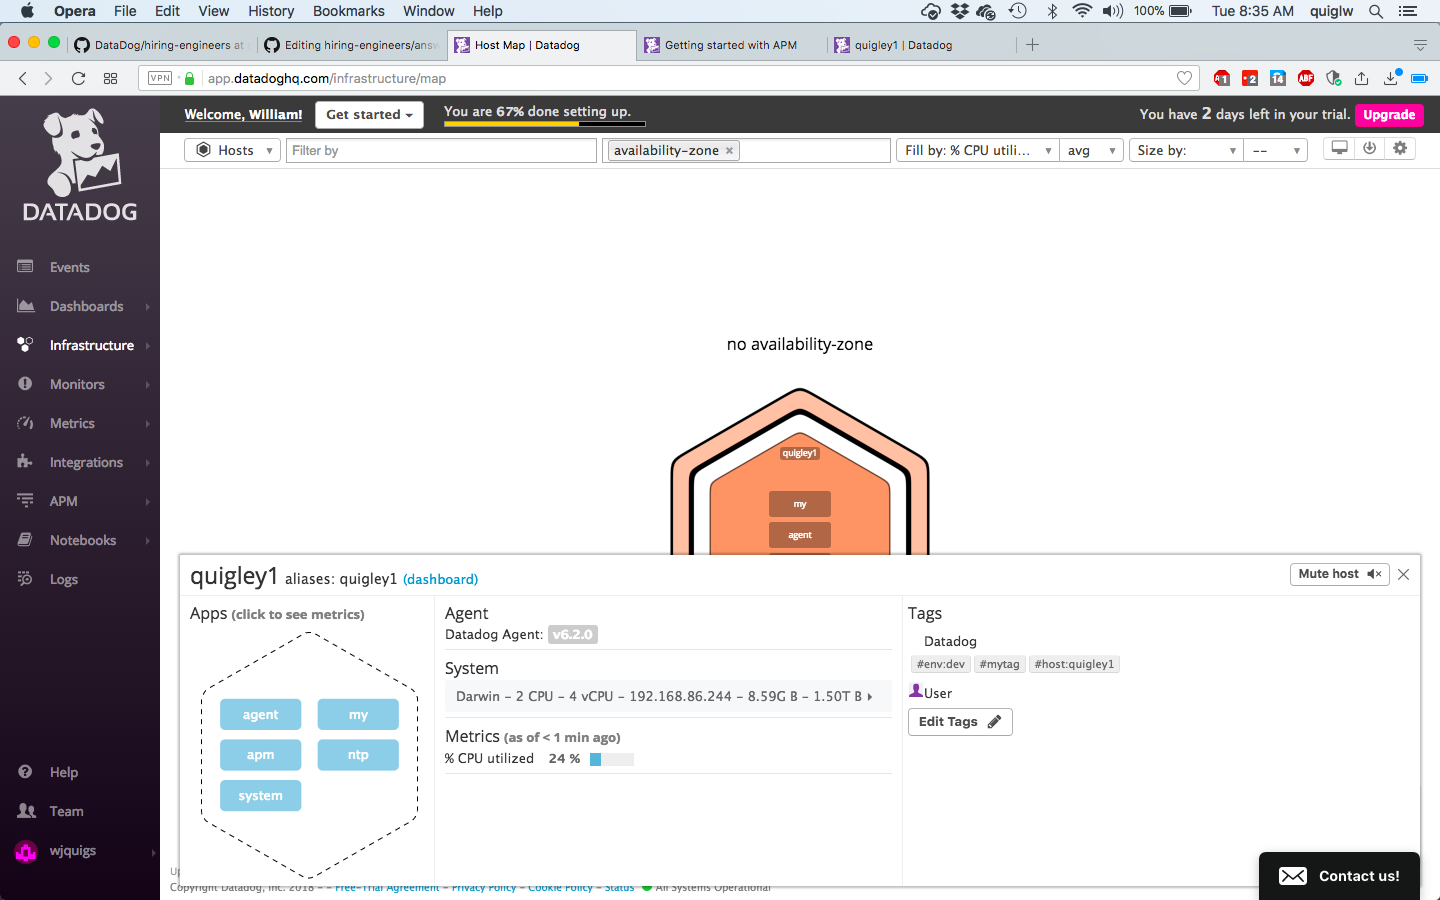 Opera File Edit View History Bookmarks Window Help 100% Tue 8:35 AM quiglw
DataDog/hiring-engineers at Editing hiring-engineers/answ Host Map | Datadog Getting started with APM quigley1 | Datadog
VPN app.datadoghq.com/infrastructure/map 1 2 14 ABP
DATADOG
Events
Dashboards
Infrastructure
Monitors
Metrics
Integrations
APM
Notebooks
Logs
Help
Team
wjquigs
Welcome, William! Get started You are 67% done setting up. You have 2 days left in your trial. Upgrade
Hosts Filter by availability-zone × Fill by: % CPU utili... avg Size by: --
no availability-zone
quigley1
my
agent
quigley1 aliases: quigley1 (dashboard) Mute host
Apps (click to see metrics)
agent my
apm ntp
system
Agent
Datadog Agent: v6.2.0
System
Darwin – 2 CPU – 4 vCPU – 192.168.86.244 – 8.59G B – 1.50T B
Metrics (as of < 1 min ago)
% CPU utilized 24 %
Tags
Datadog
#env:dev #mytag #host:quigley1
User
Edit Tags
Copyright Datadog, Inc. 2018 – – Free-Trial Agreement – Privacy Policy – Cookie Policy – Status All Systems Operational
Contact us!